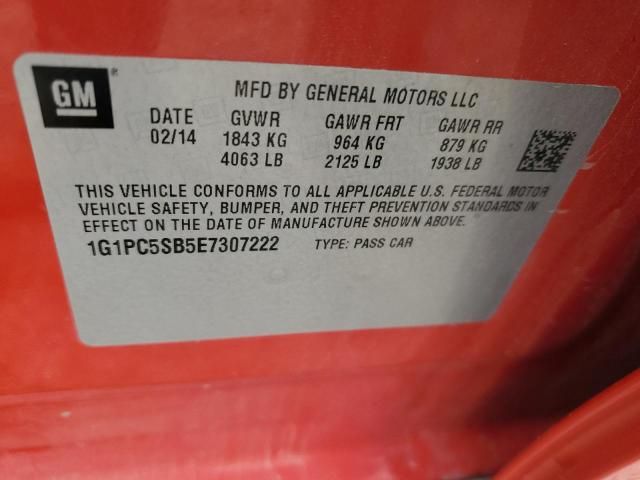 GM®
MFD BY GENERAL MOTORS LLC
DATE GVWR GAWR FRT GAWR RR
02/14 1843 KG 964 KG 879 KG
4063 LB 2125 LB 1938 LB
THIS VEHICLE CONFORMS TO ALL APPLICABLE U.S. FEDERAL MOTOR
VEHICLE SAFETY, BUMPER, AND THEFT PREVENTION STANDARDS IN
EFFECT ON THE DATE OF MANUFACTURE SHOWN ABOVE.
1G1PC5SB5E7307222 TYPE: PASS CAR